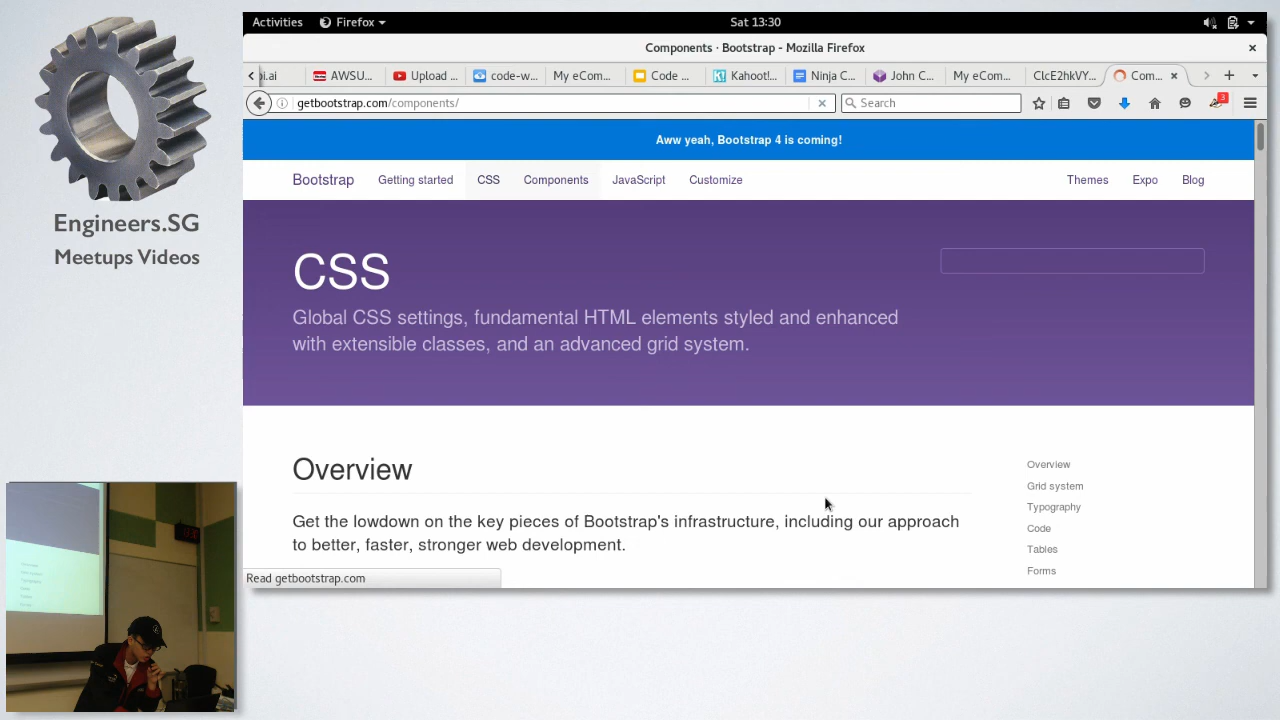 Engineers.SG
Meetups Videos
Activities
Firefox
Sat 13:30
Components · Bootstrap - Mozilla Firefox
AWSU...
Upload ...
code-w...
My eCom...
Code ...
Kahoot!...
Ninja C...
John C...
My eCom...
ClcE2hkVY...
Com...
getbootstrap.com/components/
Search
3
Aww yeah, Bootstrap 4 is coming!
Bootstrap
Getting started
CSS
Components
JavaScript
Customize
Themes
Expo
Blog
CSS
Global CSS settings, fundamental HTML elements styled and enhanced
with extensible classes, and an advanced grid system.
Overview
Get the lowdown on the key pieces of Bootstrap's infrastructure, including our approach
to better, faster, stronger web development.
Overview
Grid system
Typography
Code
Tables
Forms
Read getbootstrap.com